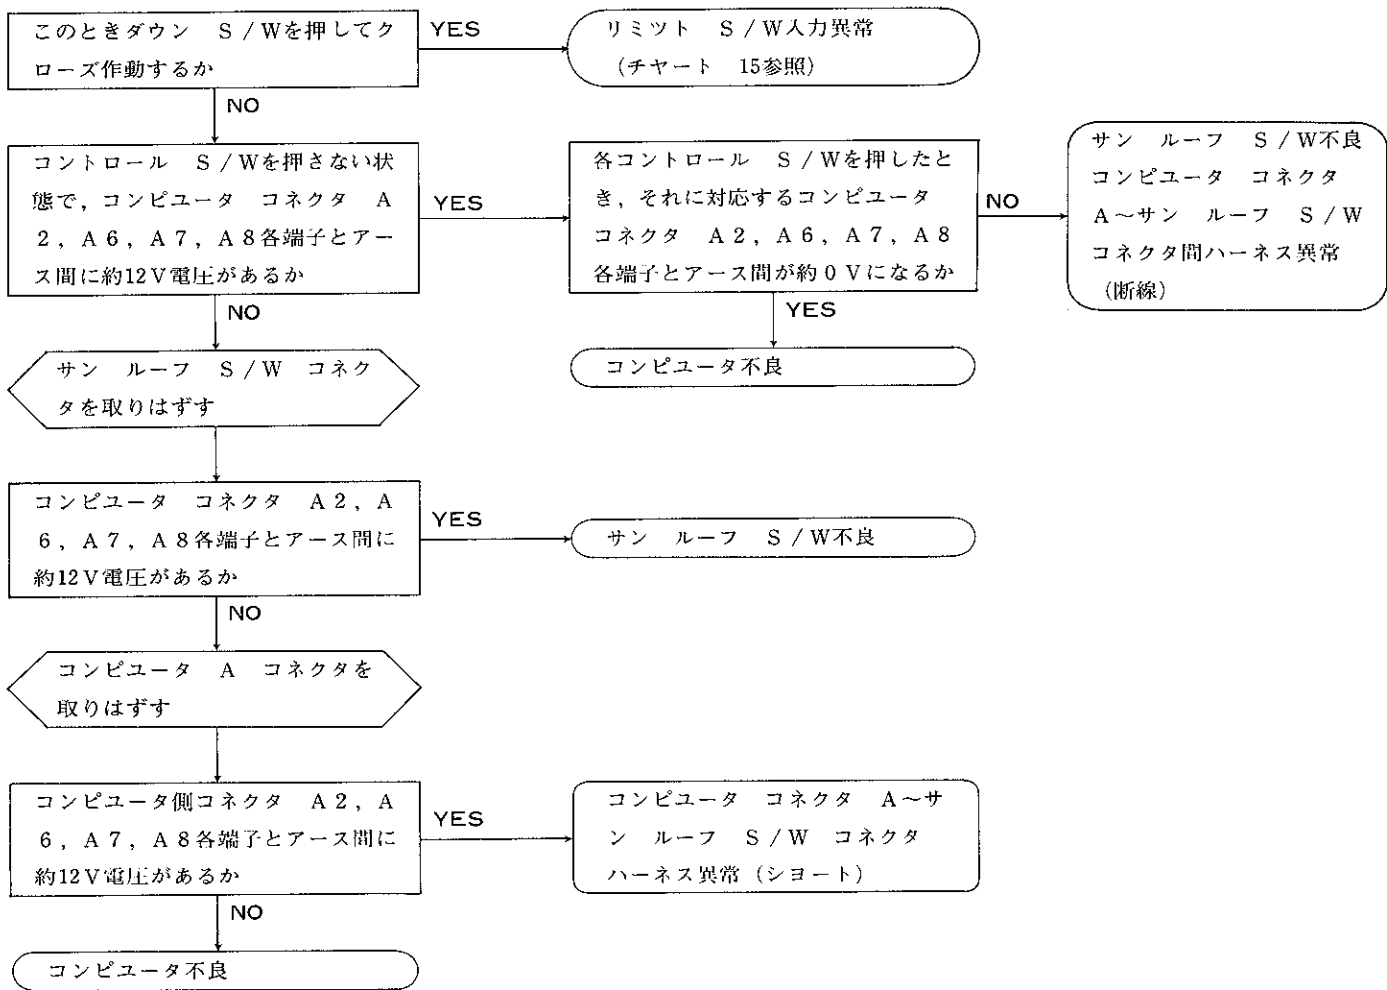 このときダウン　S/Wを押してク
ローズ作動するか
YES
リミツト　S/W入力異常
(チヤート　15参照)
NO
コントロール　S/Wを押さない状
態で，コンピユータ　コネクタ　A
2，A6，A7，A8各端子とアー
ス間に約12V電圧があるか
YES
各コントロール　S/Wを押したと
き，それに対応するコンピユータ
コネクタ　A2，A6，A7，A8
各端子とアース間が約0Vになるか
NO
サン　ルーフ　S/W不良
コンピユータ　コネクタ
A～サン　ルーフ　S/W
コネクタ間ハーネス異常
(断線)
YES
コンピユータ不良
NO
サン　ルーフ　S/W　コネク
タを取りはずす
コンピユータ　コネクタ　A2，A
6，A7，A8各端子とアース間に
約12V電圧があるか
YES
サン　ルーフ　S/W不良
NO
コンピユータ　A　コネクタを
取りはずす
コンピユータ側コネクタ　A2，A
6，A7，A8各端子とアース間に
約12V電圧があるか
YES
コンピユータ　コネクタ　A～サ
ン　ルーフ　S/W　コネクタ
ハーネス異常(シヨート)
NO
コンピユータ不良